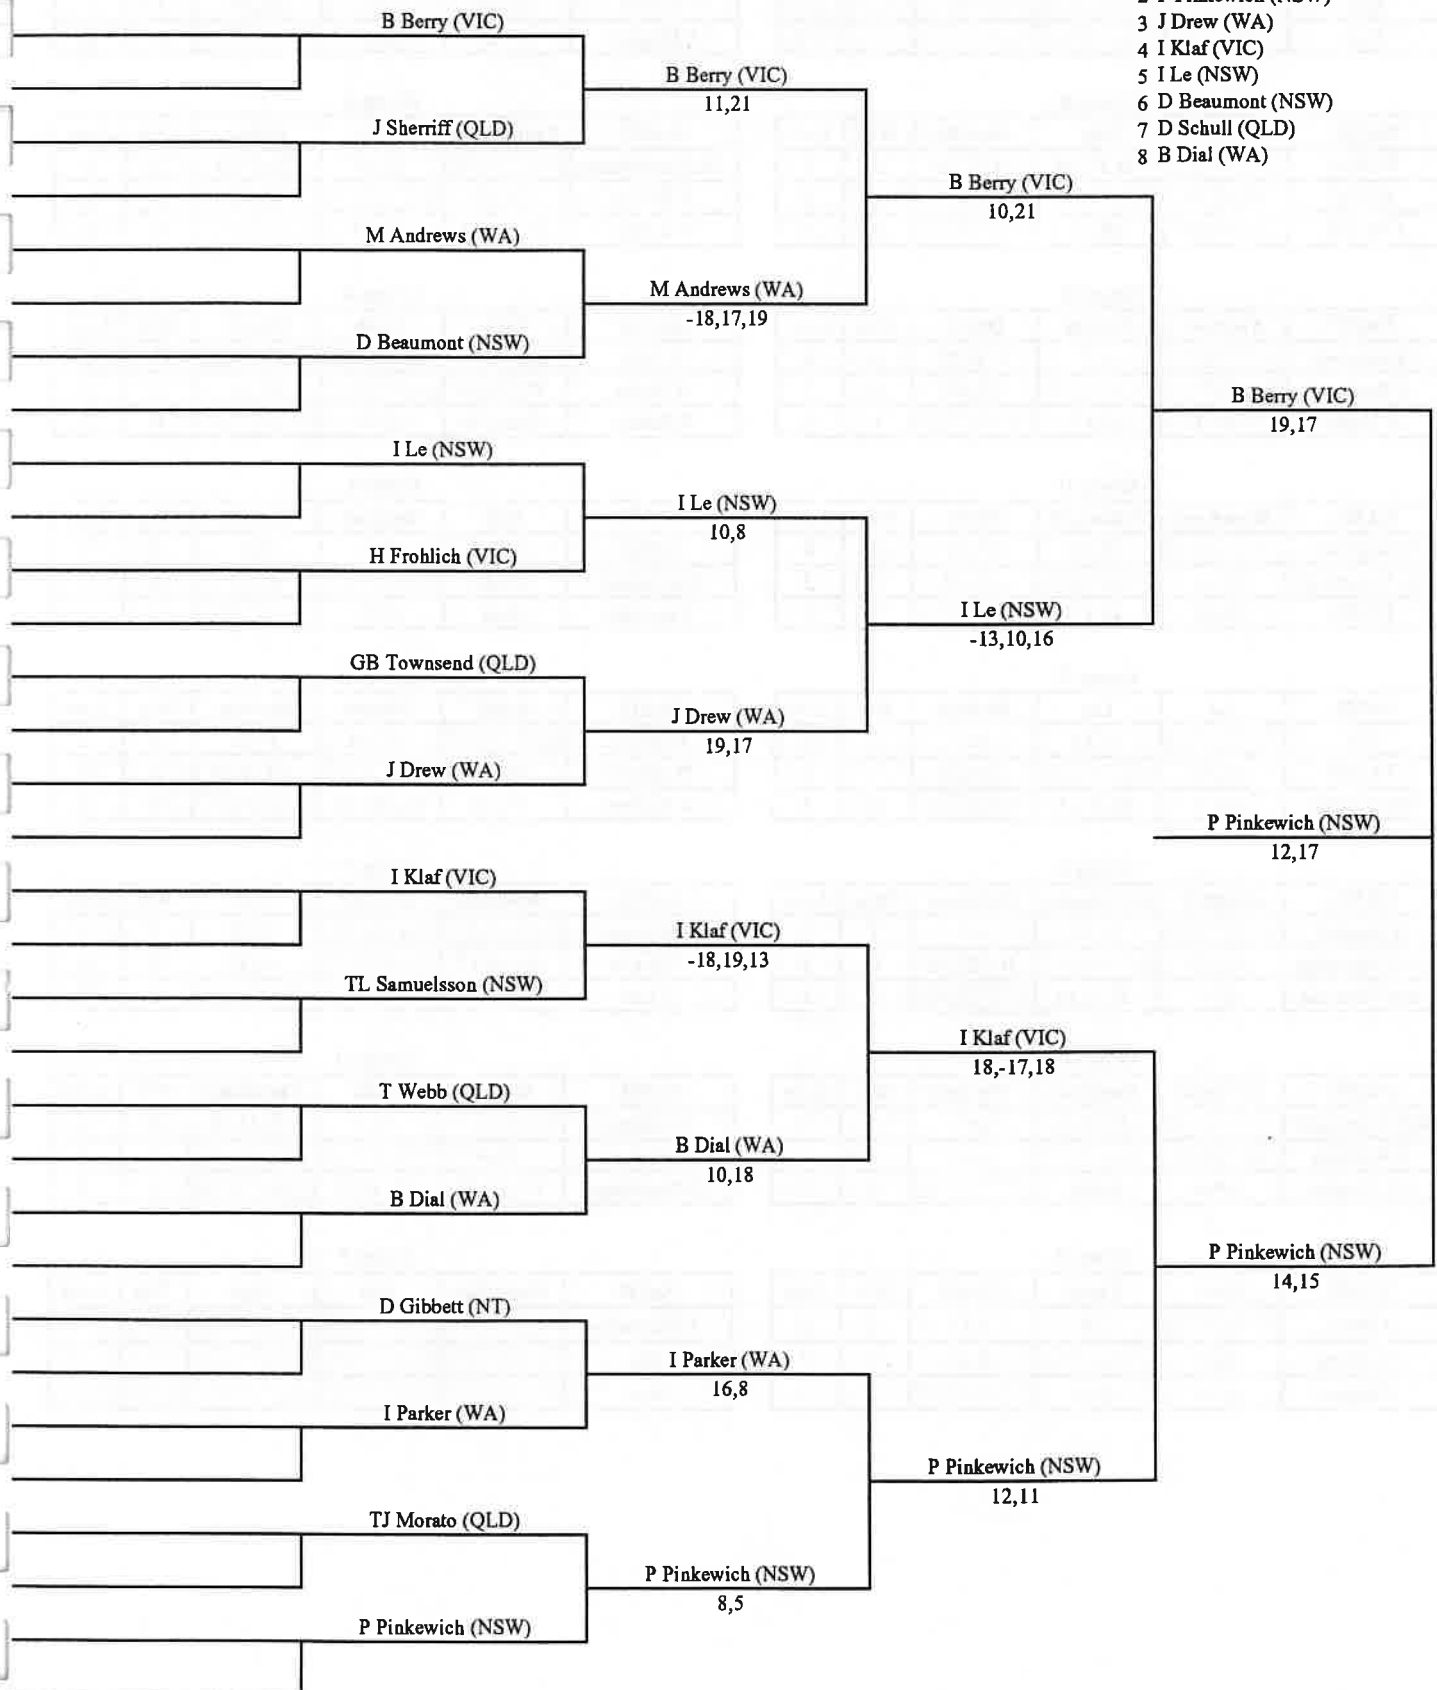 2 P Pinkewich (NSW)
3 J Drew (WA)
4 I Klaf (VIC)
5 I Le (NSW)
6 D Beaumont (NSW)
7 D Schull (QLD)
8 B Dial (WA)
B Berry (VIC)
B Berry (VIC)
11,21
J Sherriff (QLD)
B Berry (VIC)
10,21
M Andrews (WA)
M Andrews (WA)
-18,17,19
D Beaumont (NSW)
B Berry (VIC)
19,17
I Le (NSW)
I Le (NSW)
10,8
H Frohlich (VIC)
I Le (NSW)
-13,10,16
GB Townsend (QLD)
J Drew (WA)
19,17
J Drew (WA)
P Pinkewich (NSW)
12,17
I Klaf (VIC)
I Klaf (VIC)
-18,19,13
TL Samuelsson (NSW)
I Klaf (VIC)
18,-17,18
T Webb (QLD)
B Dial (WA)
10,18
B Dial (WA)
P Pinkewich (NSW)
14,15
D Gibbett (NT)
I Parker (WA)
16,8
I Parker (WA)
P Pinkewich (NSW)
12,11
TJ Morato (QLD)
P Pinkewich (NSW)
8,5
P Pinkewich (NSW)